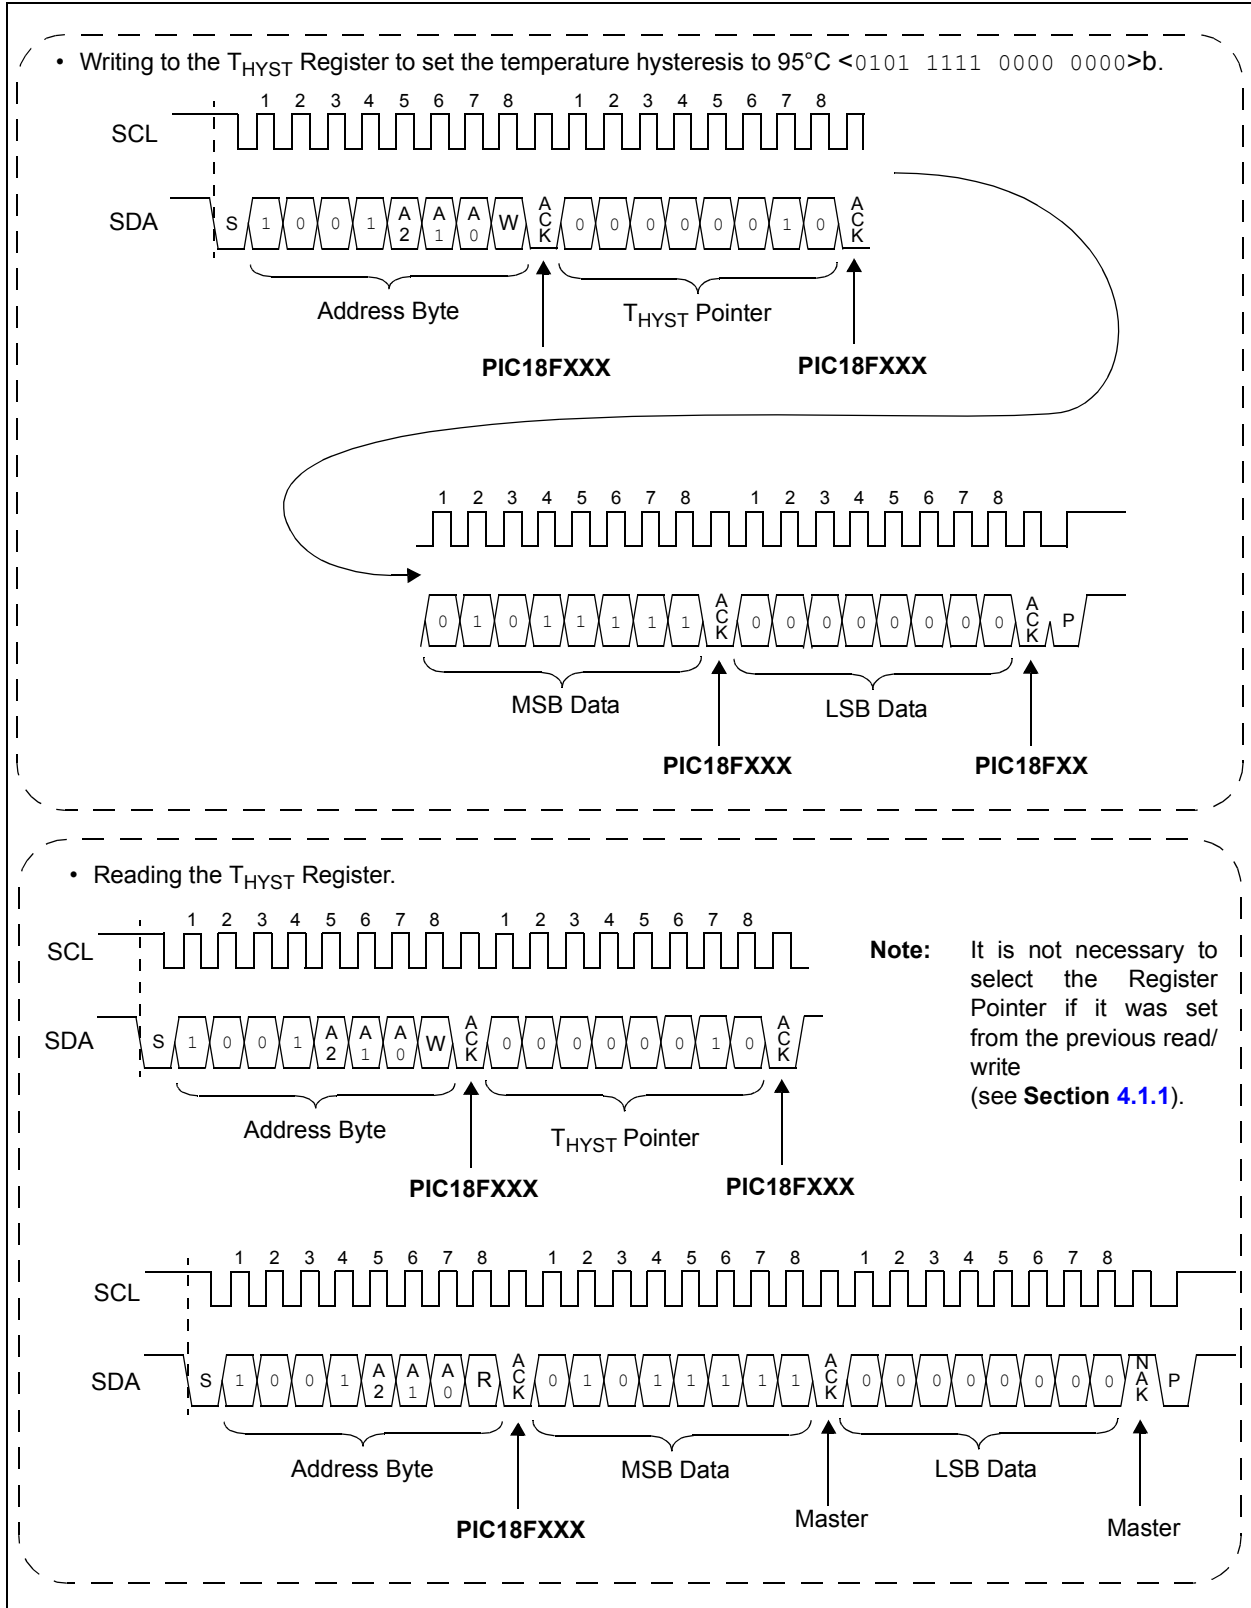 • Writing to the THYST Register to set the temperature hysteresis to 95°C <0101 1111 0000 0000>b.
1 2 3 4 5 6 7 8 1 2 3 4 5 6 7 8
SCL
SDA S 1 0 0 1 A2 A1 A0 W ACK 0 0 0 0 0 0 1 0 ACK
Address Byte THYST Pointer
PIC18FXXX PIC18FXXX
1 2 3 4 5 6 7 8 1 2 3 4 5 6 7 8
0 1 0 1 1 1 1 1 ACK 0 0 0 0 0 0 0 0 ACK P
MSB Data LSB Data
PIC18FXXX PIC18FXX
• Reading the THYST Register.
1 2 3 4 5 6 7 8 1 2 3 4 5 6 7 8
SCL
SDA S 1 0 0 1 A2 A1 A0 W ACK 0 0 0 0 0 0 1 0 ACK
Address Byte THYST Pointer
PIC18FXXX PIC18FXXX
Note: It is not necessary to
select the Register
Pointer if it was set
from the previous read/
write
(see Section 4.1.1).
1 2 3 4 5 6 7 8 1 2 3 4 5 6 7 8 1 2 3 4 5 6 7 8
SCL
SDA S 1 0 0 1 A2 A1 A0 R ACK 0 1 0 1 1 1 1 1 ACK 0 0 0 0 0 0 0 0 NAK P
Address Byte MSB Data LSB Data
PIC18FXXX Master Master